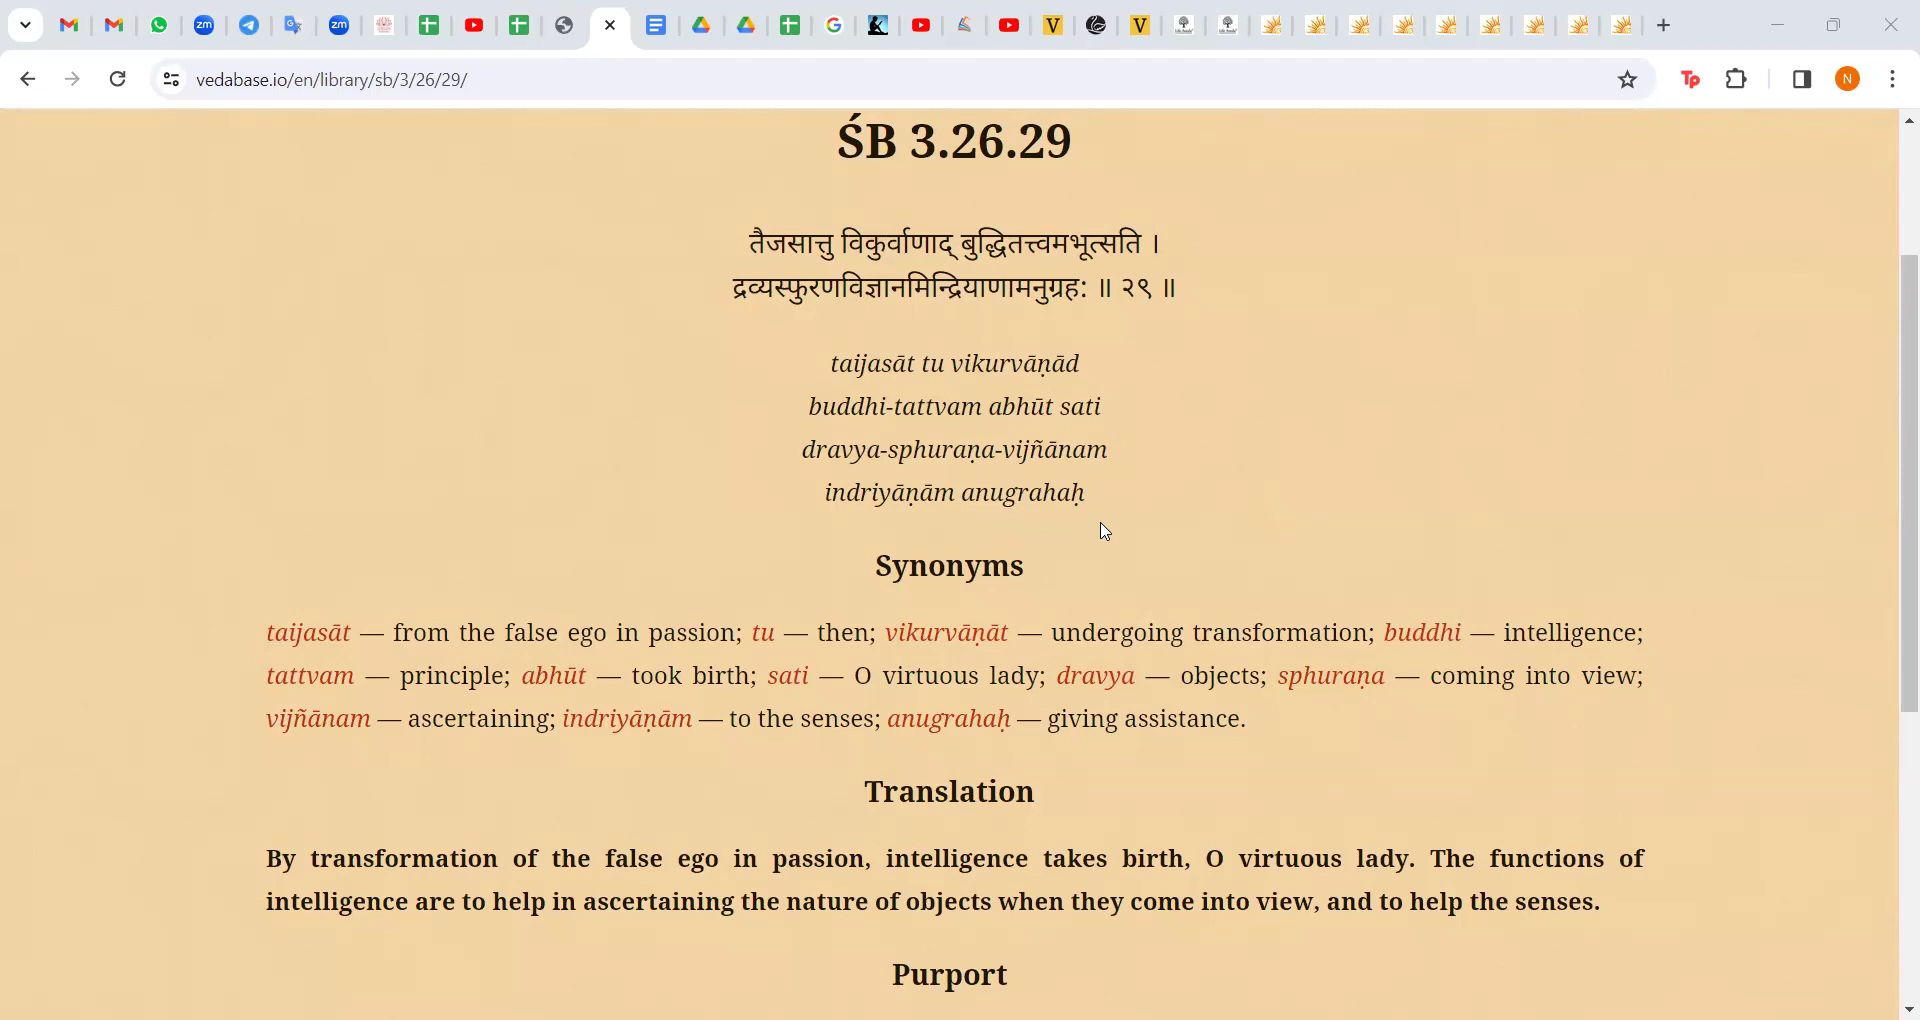 vedabase.io/en/library/sb/3/26/29/
N
ŚB 3.26.29
तैजसात्तु विकुर्वाणाद् बुद्धितत्त्वमभूत्सति ।
द्रव्यस्फुरणविज्ञानमिन्द्रियाणामनुग्रह: ॥ २९ ॥
taijasāt tu vikurvāṇād
buddhi-tattvam abhūt sati
dravya-sphuraṇa-vijñānam
indriyāṇām anugrahaḥ
Synonyms
taijasāt — from the false ego in passion; tu — then; vikurvāṇāt — undergoing transformation; buddhi — intelligence;
tattvam — principle; abhūt — took birth; sati — O virtuous lady; dravya — objects; sphuraṇa — coming into view;
vijñānam — ascertaining; indriyāṇām — to the senses; anugrahaḥ — giving assistance.
Translation
By transformation of the false ego in passion, intelligence takes birth, O virtuous lady. The functions of
intelligence are to help in ascertaining the nature of objects when they come into view, and to help the senses.
Purport